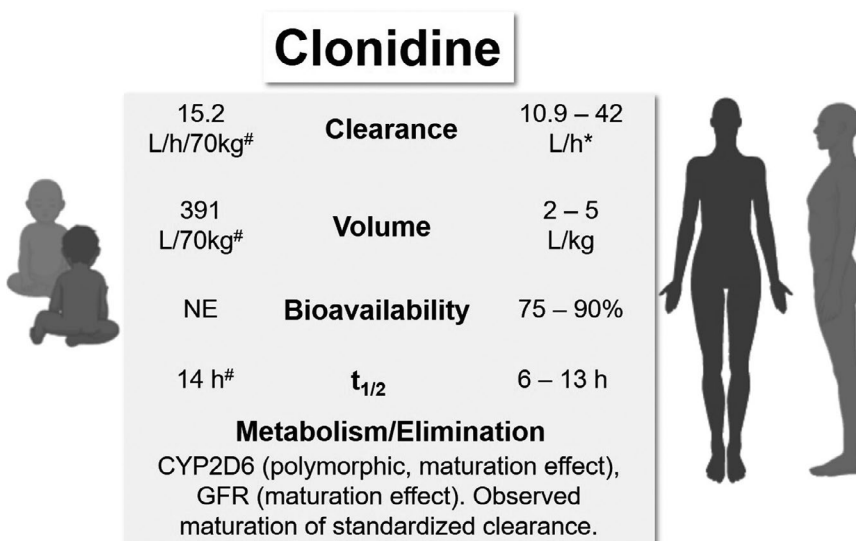 Clonidine
15.2 Clearance 10.9 – 42
L/h/70kg# L/h*
391 Volume 2 – 5
L/70kg# L/kg
NE Bioavailability 75 – 90%
14 h# t1/2 6 – 13 h
Metabolism/Elimination
CYP2D6 (polymorphic, maturation effect),
GFR (maturation effect). Observed
maturation of standardized clearance.